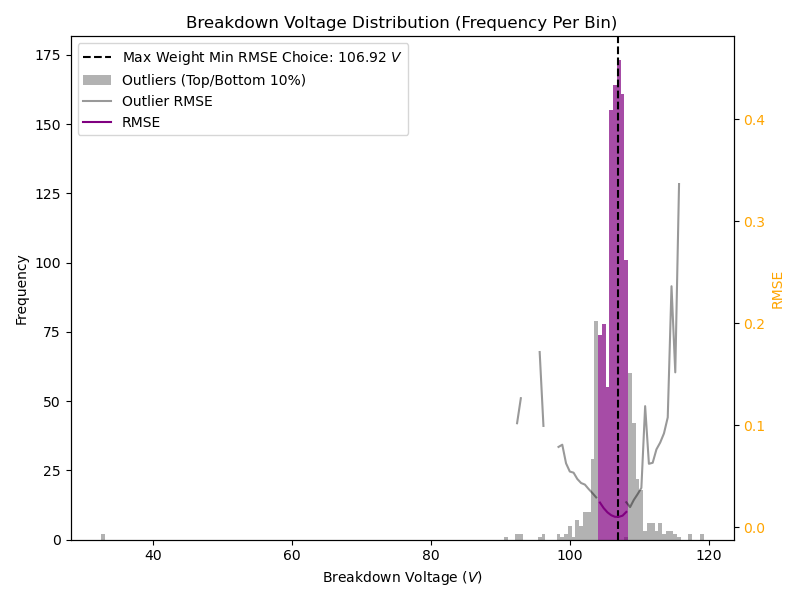 Breakdown Voltage Distribution (Frequency Per Bin)
Max Weight Min RMSE Choice: 106.92 V
Outliers (Top/Bottom 10%)
Outlier RMSE
RMSE
175
150
125
100
75
50
25
0
Frequency
0.4
0.3
0.2
0.1
0.0
RMSE
40
60
80
100
120
Breakdown Voltage (V)